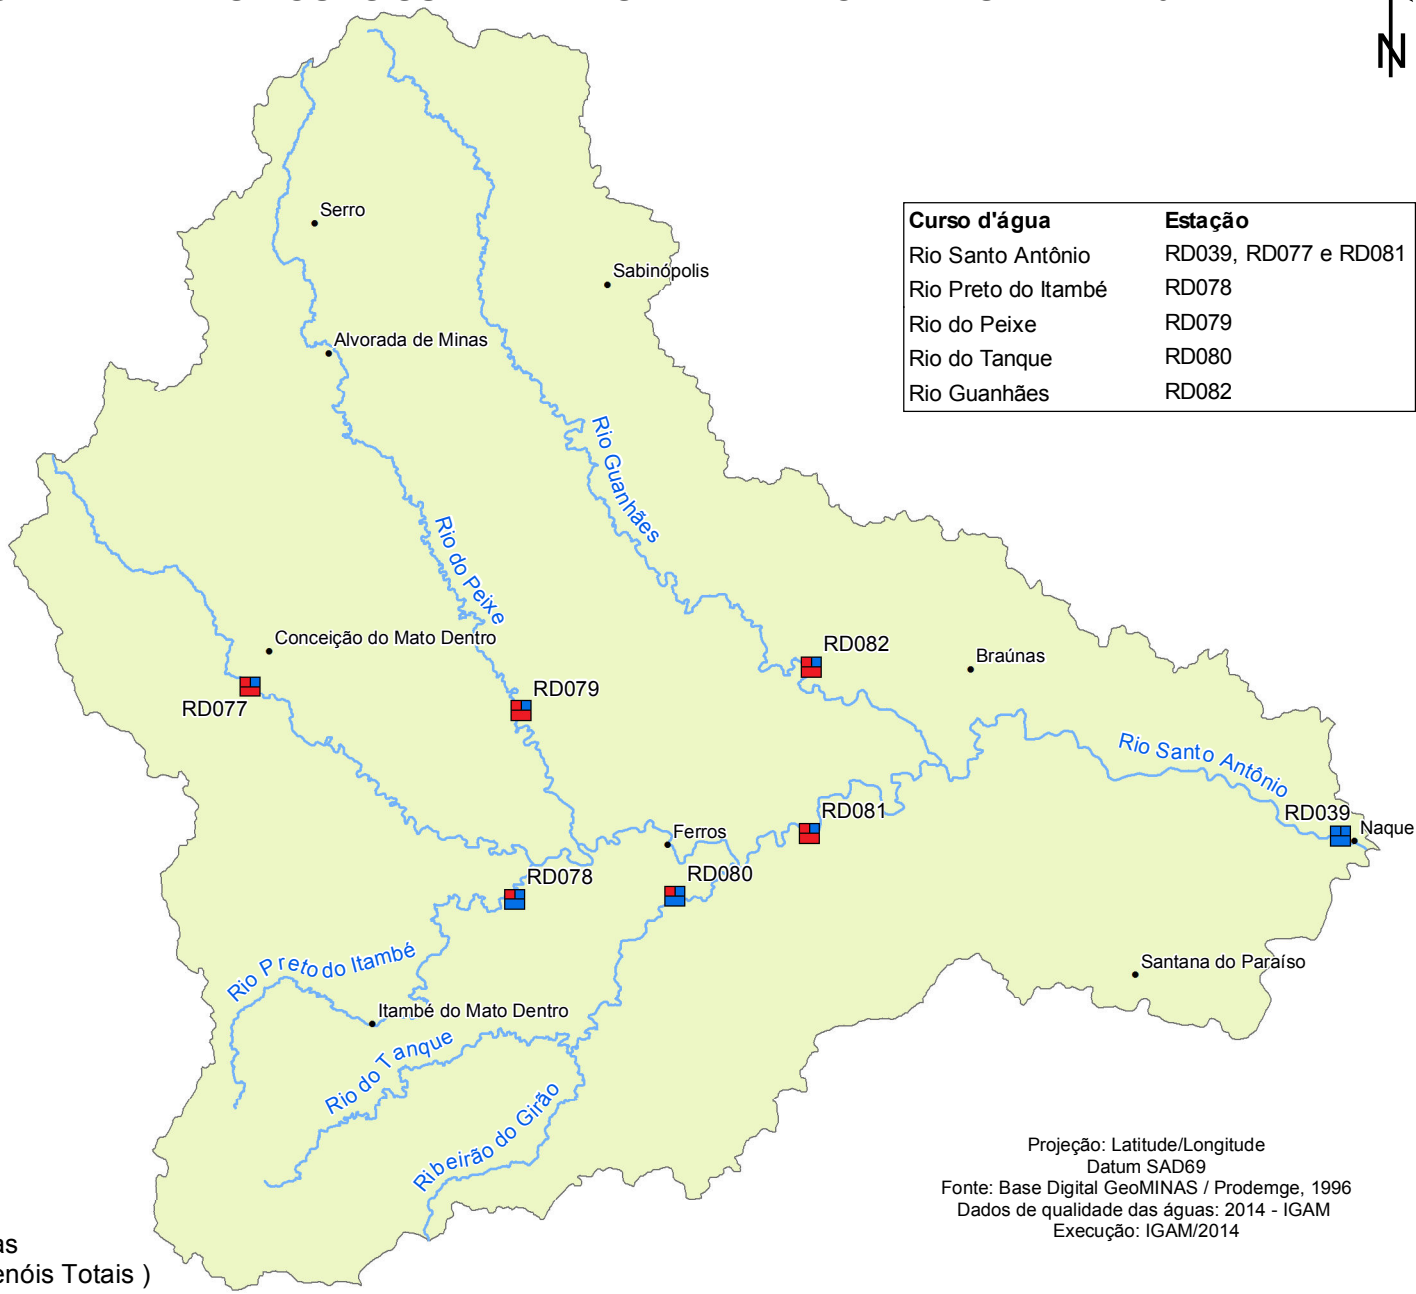 N
Serro
Sabinópolis
Alvorada de Minas
Curso d'água Estação
Rio Santo Antônio RD039, RD077 e RD081
Rio Preto do Itambé RD078
Rio do Peixe RD079
Rio do Tanque RD080
Rio Guanhães RD082
Rio Guanhães
Rio do Peixe
Conceição do Mato Dentro
RD082
Braúnas
RD079
RD077
Rio Santo Antônio
RD081
RD039
Ferros
Naque
RD078
RD080
Rio Preto do Itambé
Santana do Paraíso
Itambé do Mato Dentro
Rio do Tanque
Ribeirão do Girão
Projeção: Latitude/Longitude
Datum SAD69
Fonte: Base Digital GeoMINAS / Prodemge, 1996
Dados de qualidade das águas: 2014 - IGAM
Execução: IGAM/2014
as
enóis Totais )